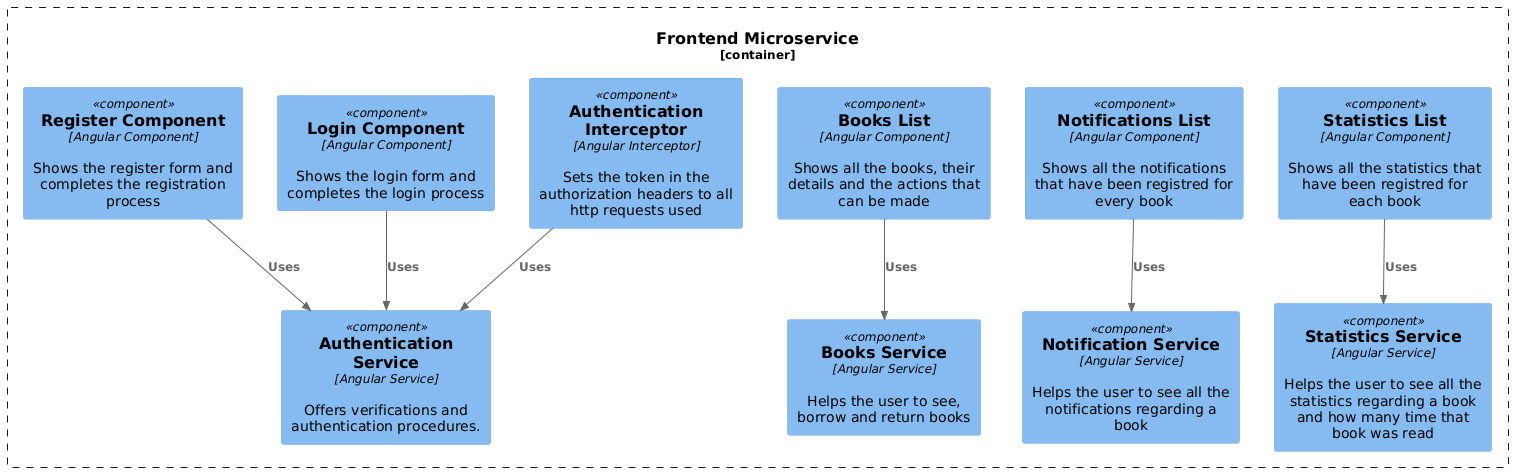 Frontend Microservice
[container]
«component»
Register Component
[Angular Component]
Shows the register form and
completes the registration
process
«component»
Login Component
[Angular Component]
Shows the login form and
completes the login process
«component»
Authentication
Interceptor
[Angular Interceptor]
Sets the token in the
authorization headers to all
http requests used
«component»
Books List
[Angular Component]
Shows all the books, their
details and the actions that
can be made
«component»
Notifications List
[Angular Component]
Shows all the notifications
that have been registred for
every book
«component»
Statistics List
[Angular Component]
Shows all the statistics that
have been registred for
each book
Uses
Uses
Uses
Uses
Uses
Uses
«component»
Authentication
Service
[Angular Service]
Offers verifications and
authentication procedures.
«component»
Books Service
[Angular Service]
Helps the user to see,
borrow and return books
«component»
Notification Service
[Angular Service]
Helps the user to see all the
notifications regarding a
book
«component»
Statistics Service
[Angular Service]
Helps the user to see all the
statistics regarding a book
and how many time that
book was read